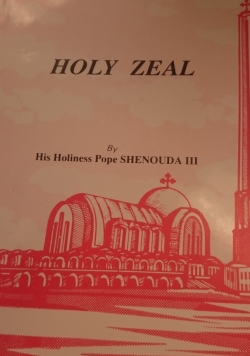 HOLY ZEAL
By
His Holiness Pope SHENOUDA III